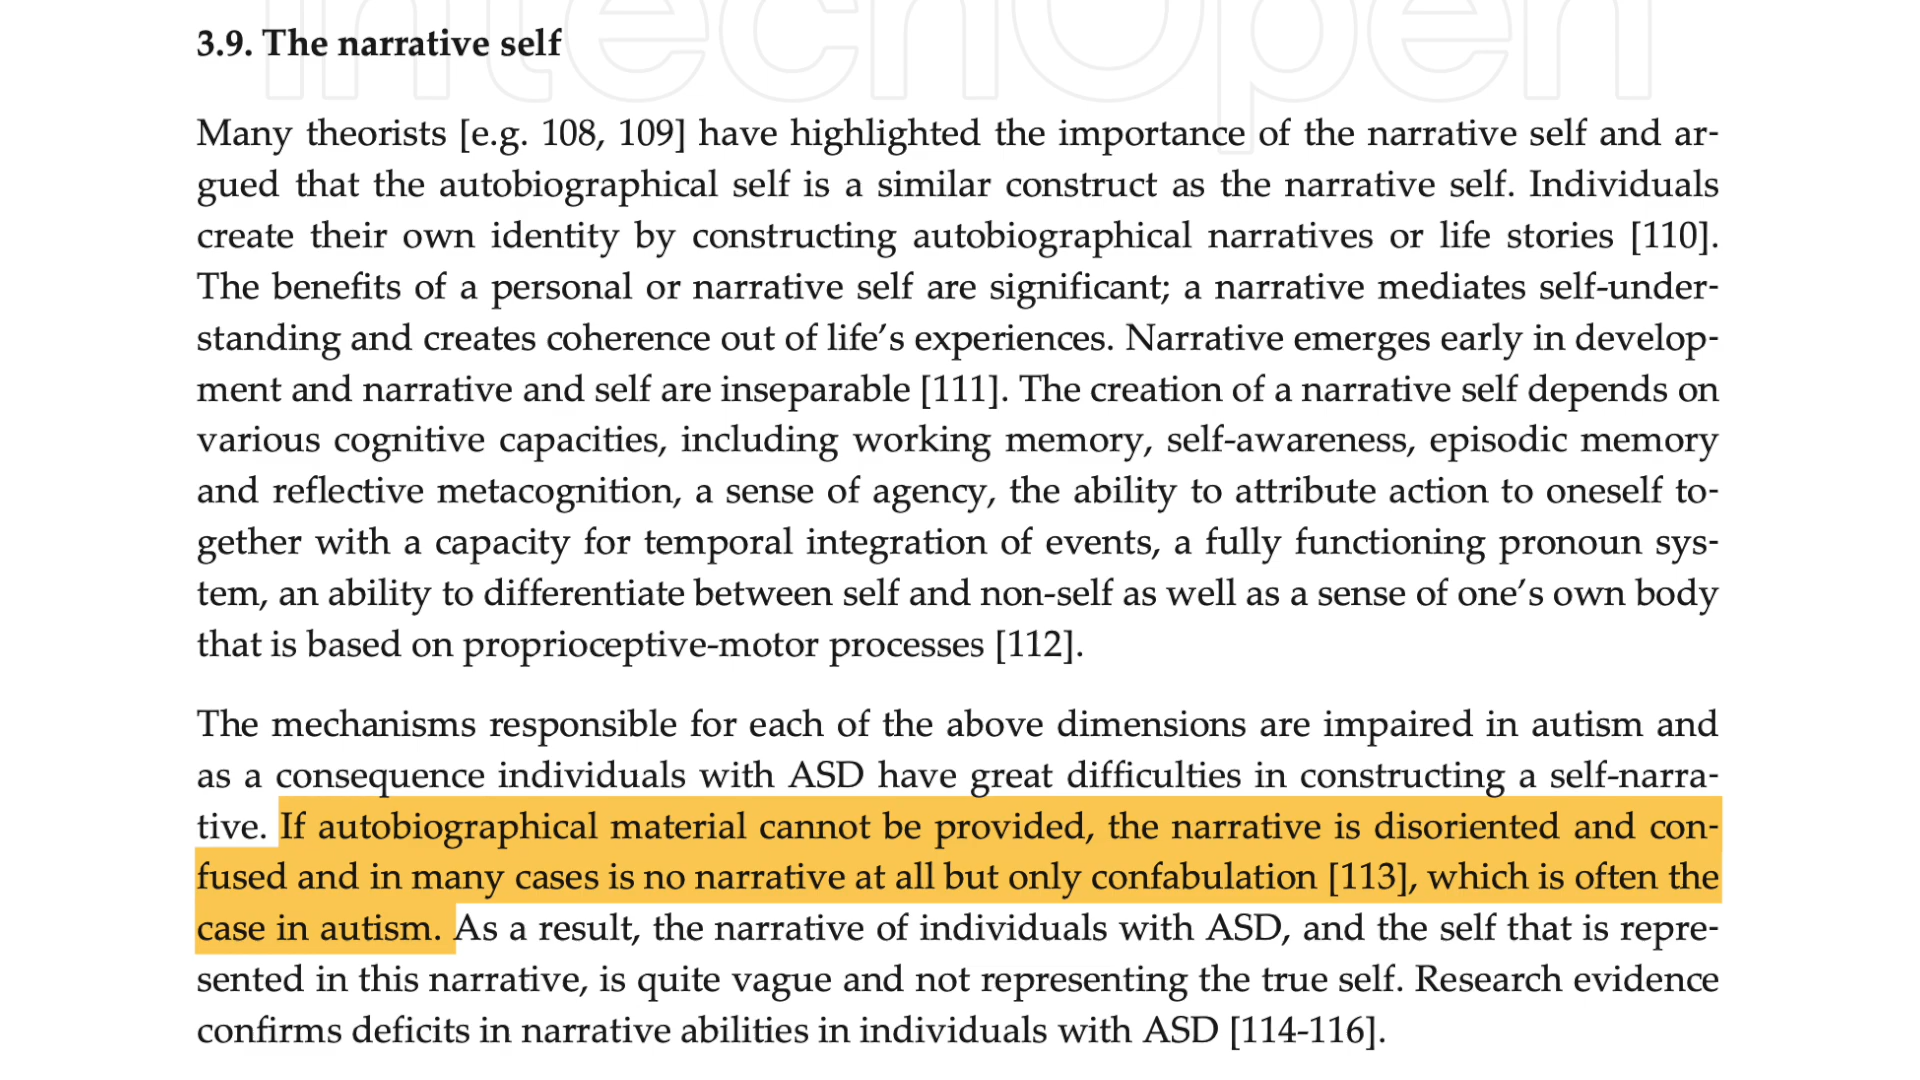 IntechOpen
3.9. The narrative self
Many theorists [e.g. 108, 109] have highlighted the importance of the narrative self and ar-
gued that the autobiographical self is a similar construct as the narrative self. Individuals
create their own identity by constructing autobiographical narratives or life stories [110].
The benefits of a personal or narrative self are significant; a narrative mediates self-under-
standing and creates coherence out of life’s experiences. Narrative emerges early in develop-
ment and narrative and self are inseparable [111]. The creation of a narrative self depends on
various cognitive capacities, including working memory, self-awareness, episodic memory
and reflective metacognition, a sense of agency, the ability to attribute action to oneself to-
gether with a capacity for temporal integration of events, a fully functioning pronoun sys-
tem, an ability to differentiate between self and non-self as well as a sense of one’s own body
that is based on proprioceptive-motor processes [112].
The mechanisms responsible for each of the above dimensions are impaired in autism and
as a consequence individuals with ASD have great difficulties in constructing a self-narra-
tive. If autobiographical material cannot be provided, the narrative is disoriented and con-
fused and in many cases is no narrative at all but only confabulation [113], which is often the
case in autism. As a result, the narrative of individuals with ASD, and the self that is repre-
sented in this narrative, is quite vague and not representing the true self. Research evidence
confirms deficits in narrative abilities in individuals with ASD [114-116].